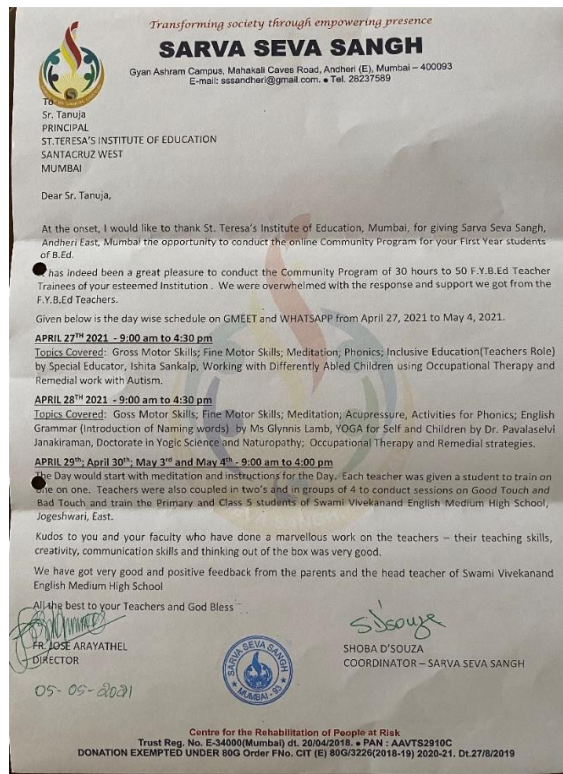 Transforming society through empowering presence
SARVA SEVA SANGH
Gyan Ashram Campus, Mahakali Caves Road, Andheri (E), Mumbai – 400093
E-mail: sssandheri@gmail.com. • Tel. 28237589
To
Sr. Tanuja
PRINCIPAL
ST.TERESA'S INSTITUTE OF EDUCATION
SANTACRUZ WEST
MUMBAI
Dear Sr. Tanuja,
At the onset, I would like to thank St. Teresa's Institute of Education, Mumbai, for giving Sarva Seva Sangh,
Andheri East, Mumbai the opportunity to conduct the online Community Program for your First Year students
of B.Ed.
has indeed been a great pleasure to conduct the Community Program of 30 hours to 50 F.Y.B.Ed Teacher
Trainees of your esteemed Institution . We were overwhelmed with the response and support we got from the
F.Y.B.Ed Teachers.
Given below is the day wise schedule on GMEET and WHATSAPP from April 27, 2021 to May 4, 2021.
APRIL 27TH 2021 - 9:00 am to 4:30 pm
Topics Covered: Gross Motor Skills; Fine Motor Skills; Meditation, Phonics; Inclusive Education(Teachers Role)
by Special Educator, Ishita Sankalp, Working with Differently Abled Children using Occupational Therapy and
Remedial work with Autism.
APRIL 28TH 2021 - 9:00 am to 4:30 pm
Topics Covered: Goss Motor Skills; Fine Motor Skills; Meditation; Acupressure, Activities for Phonics; English
Grammar (Introduction of Naming words) by Ms Glynnis Lamb, YOGA for Self and Children by Dr. Pavalaselvi
Janakiraman, Doctorate in Yogic Science and Naturopathy; Occupational Therapy and Remedial strategies.
APRIL 29th; April 30th; May 3rd and May 4th - 9:00 am to 4:00 pm
The Day would start with meditation and instructions for the Day. Each teacher was given a student to train on
one on one. Teachers were also coupled in two's and in groups of 4 to conduct sessions on Good Touch and
Bad Touch and train the Primary and Class 5 students of Swami Vivekanand English Medium High School,
Jogeshwari, East.
Kudos to you and your faculty who have done a marvellous work on the teachers – their teaching skills,
creativity, communication skills and thinking out of the box was very good.
We have got very good and positive feedback from the parents and the head teacher of Swami Vivekanand
English Medium High School
All the best to your Teachers and God Bless
FR. JOSE ARAYATHEL
DIRECTOR
05-05-2021
SARVA SEVA SANGH
MUMBAI - 93
S D'souza
SHOBA D'SOUZA
COORDINATOR – SARVA SEVA SANGH
Centre for the Rehabilitation of People at Risk
Trust Reg. No. E-34000(Mumbai) dt. 20/04/2018. • PAN : AAVTS2910C
DONATION EXEMPTED UNDER 80G Order FNo. CIT (E) 80G/3226(2018-19) 2020-21. Dt.27/8/2019